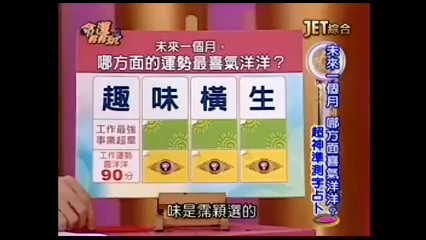 命運好好玩
JET綜合
未來一個月,
哪方面的運勢最喜氣洋洋?
趣 味 橫 生
工作最強
事業超羣
工作運勢
喜洋洋
90分
未來一個月,哪方面喜氣洋洋?
超神準測字占卜
味是霈穎選的